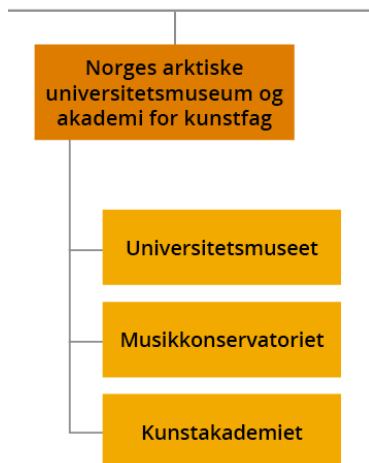 Norges arktiske
universitetsmuseum og
akademi for kunstfag
Universitetsmuseet
Musikkonservatoriet
Kunstakademiet